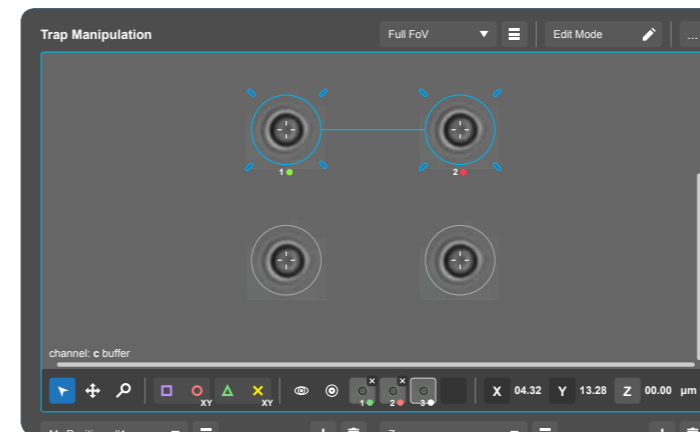 Trap Manipulation Full FoV Edit Mode ...
1 2
channel: c buffer
XY XY 1 2 3 X 04.32 Y 13.28 Z 00.00 µm